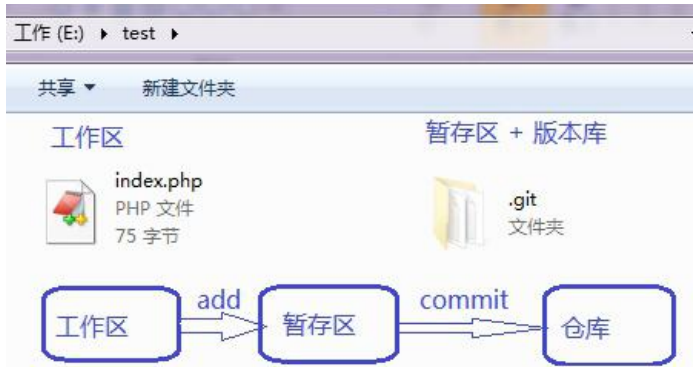 工作 (E:) ▸ test ▸
共享 ▾ 新建文件夹
工作区 暂存区 + 版本库
index.php
PHP 文件
75 字节
.git
文件夹
工作区 add 暂存区 commit 仓库